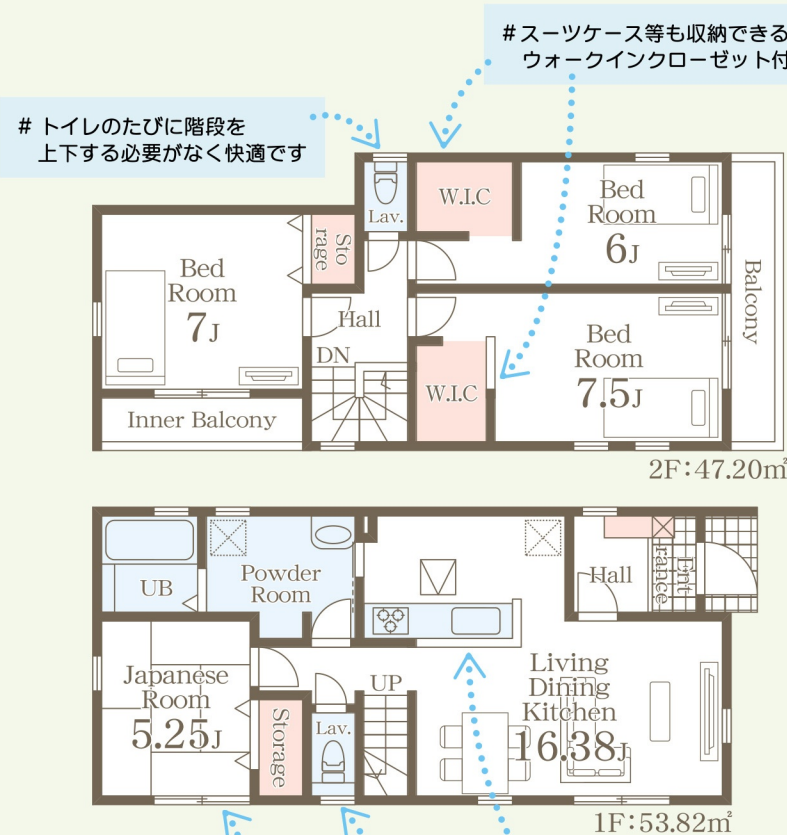 #スーツケース等も収納できる
ウォークインクローゼット付
# トイレのたびに階段を
上下する必要がなく快適です
Lav.
W.I.C
Bed
Room
6J
Sto
rage
Bed
Room
7J
Hall
DN
Balcony
Bed
Room
7.5J
W.I.C
Inner Balcony
2F:47.20㎡
UB
Powder
Room
Hall
Ent
rance
Japanese
Room
5.25J
Storage
Lav.
UP
Living
Dining
Kitchen
16.38J
1F:53.82㎡